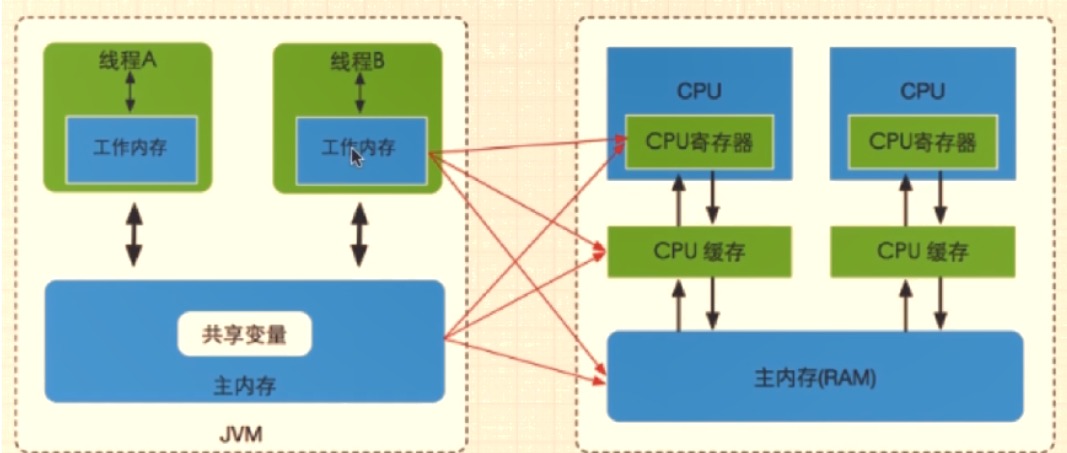 线程A
线程B
工作内存
工作内存
共享变量
主内存
JVM
CPU
CPU
CPU寄存器
CPU寄存器
CPU 缓存
CPU 缓存
主内存(RAM)